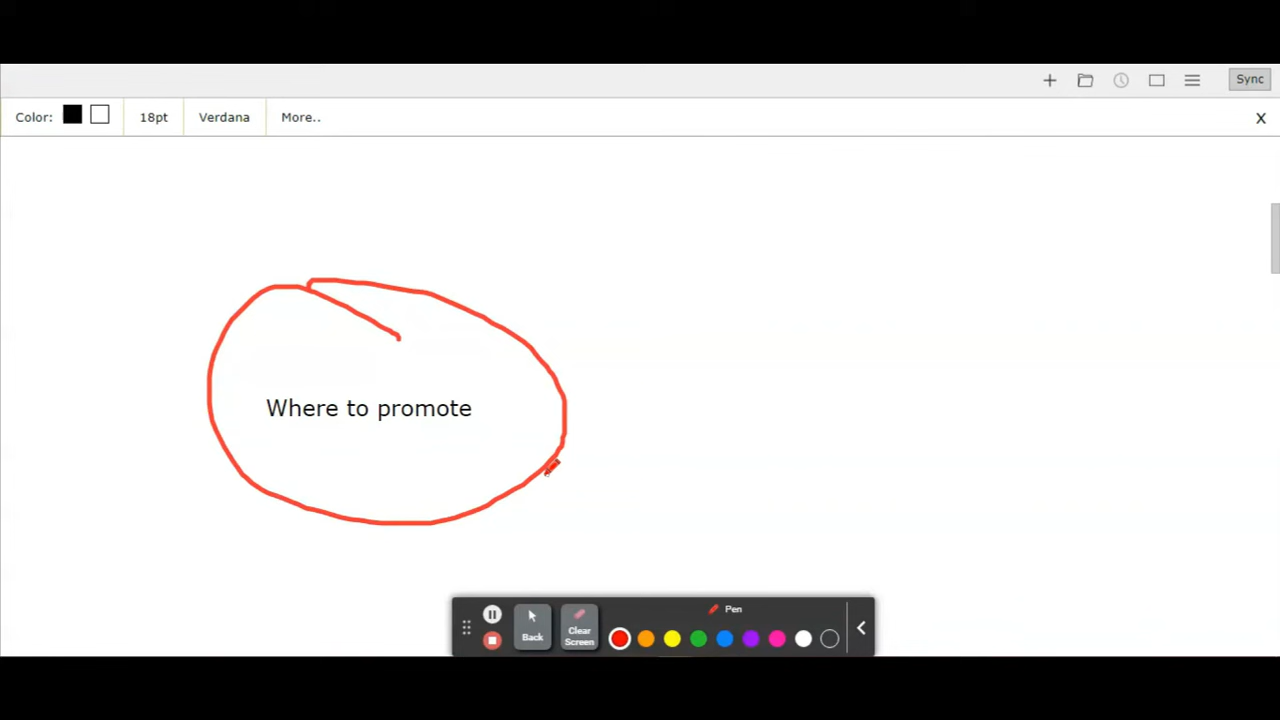 Sync
Color: 18pt Verdana More.. X
Where to promote
Pen
Back Clear Screen